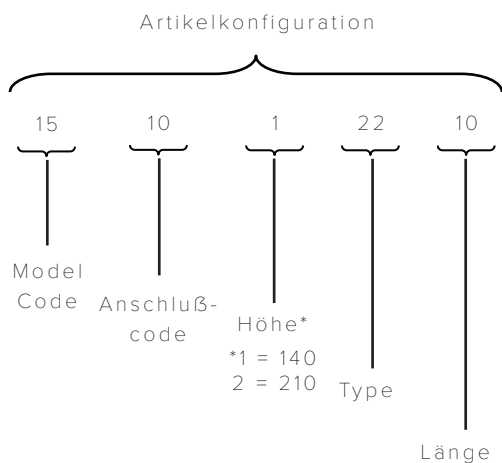 Artikelkonfiguration
15 10 1 22 10
Model
Code
Anschluß-
code
Höhe*
*1 = 140
2 = 210
Type
Länge